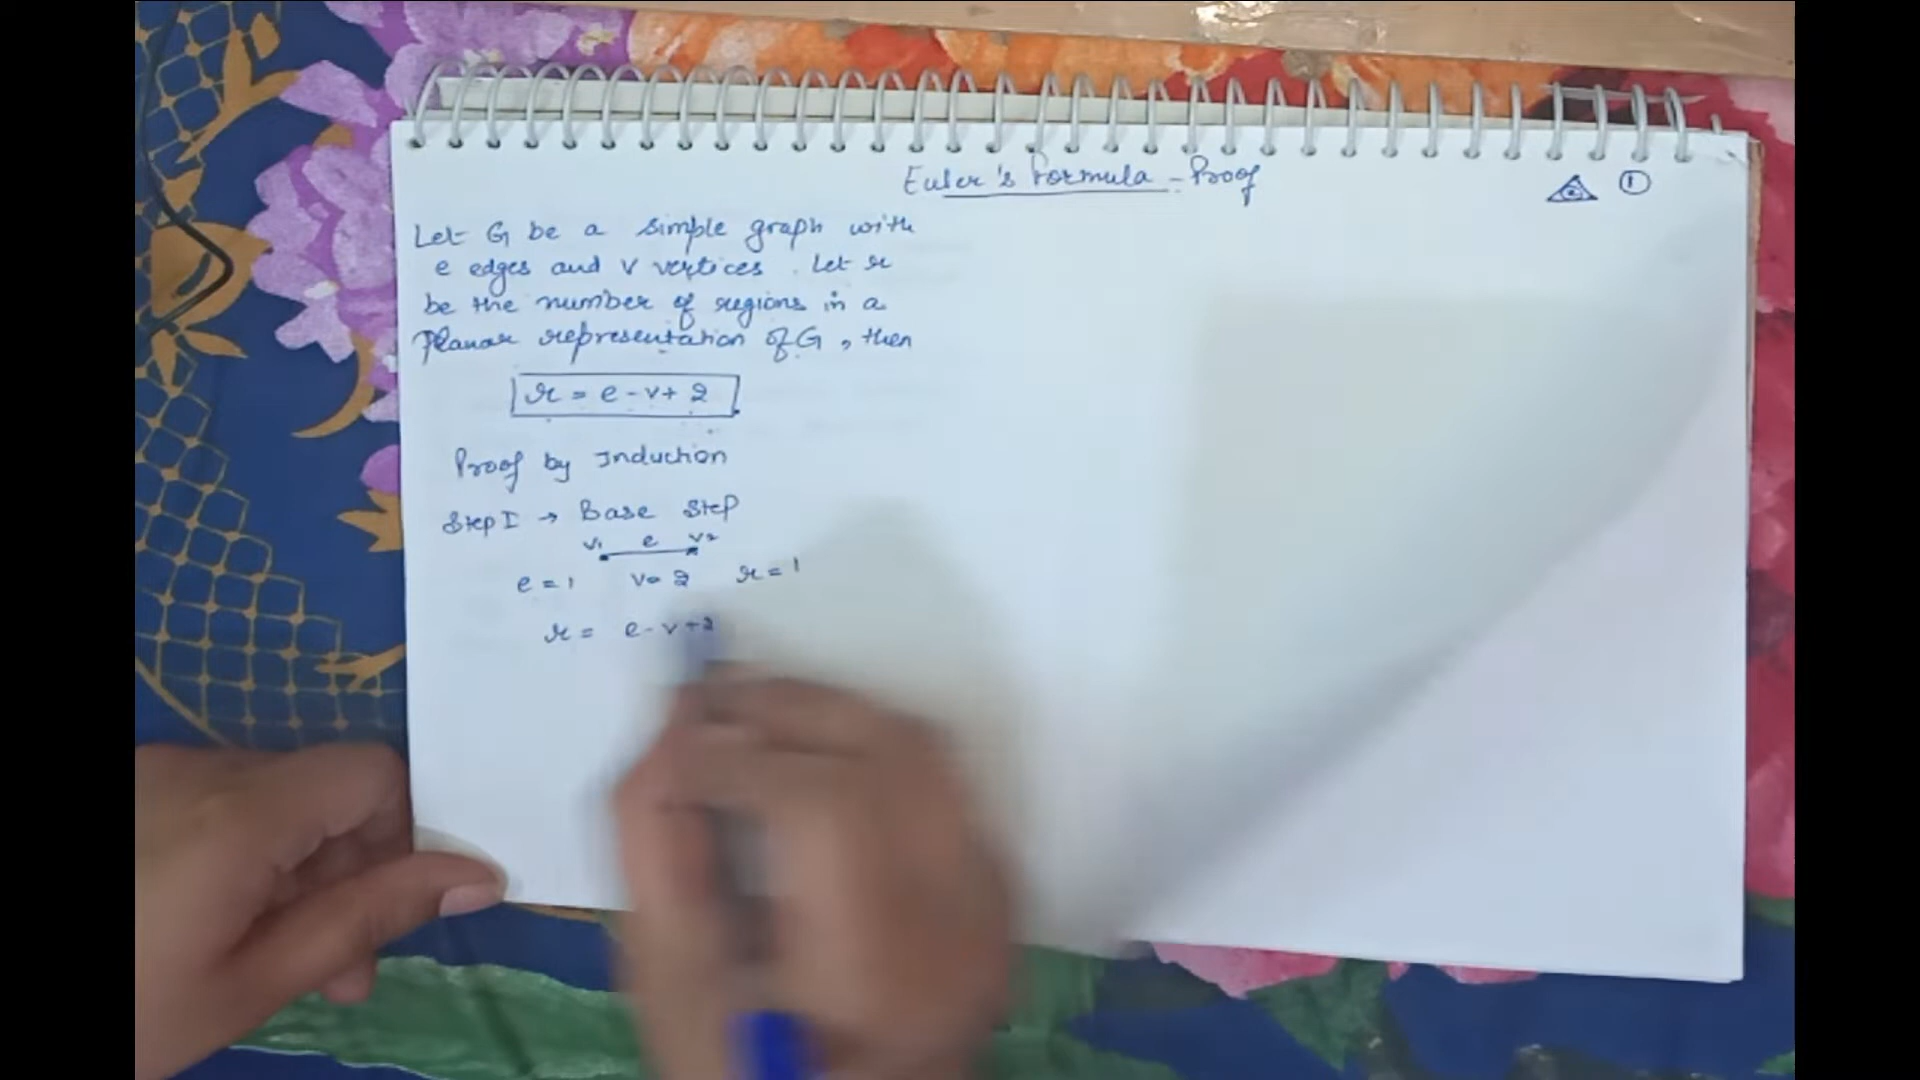 Euler's Formula - Proof
①
Let G be a simple graph with
e edges and v vertices. Let r
be the number of regions in a
Planar representation of G, then
r = e - v + 2
Proof by Induction
Step I → Base Step
v1 e v2
e = 1 v = 2 r = 1
r = e - v + 2